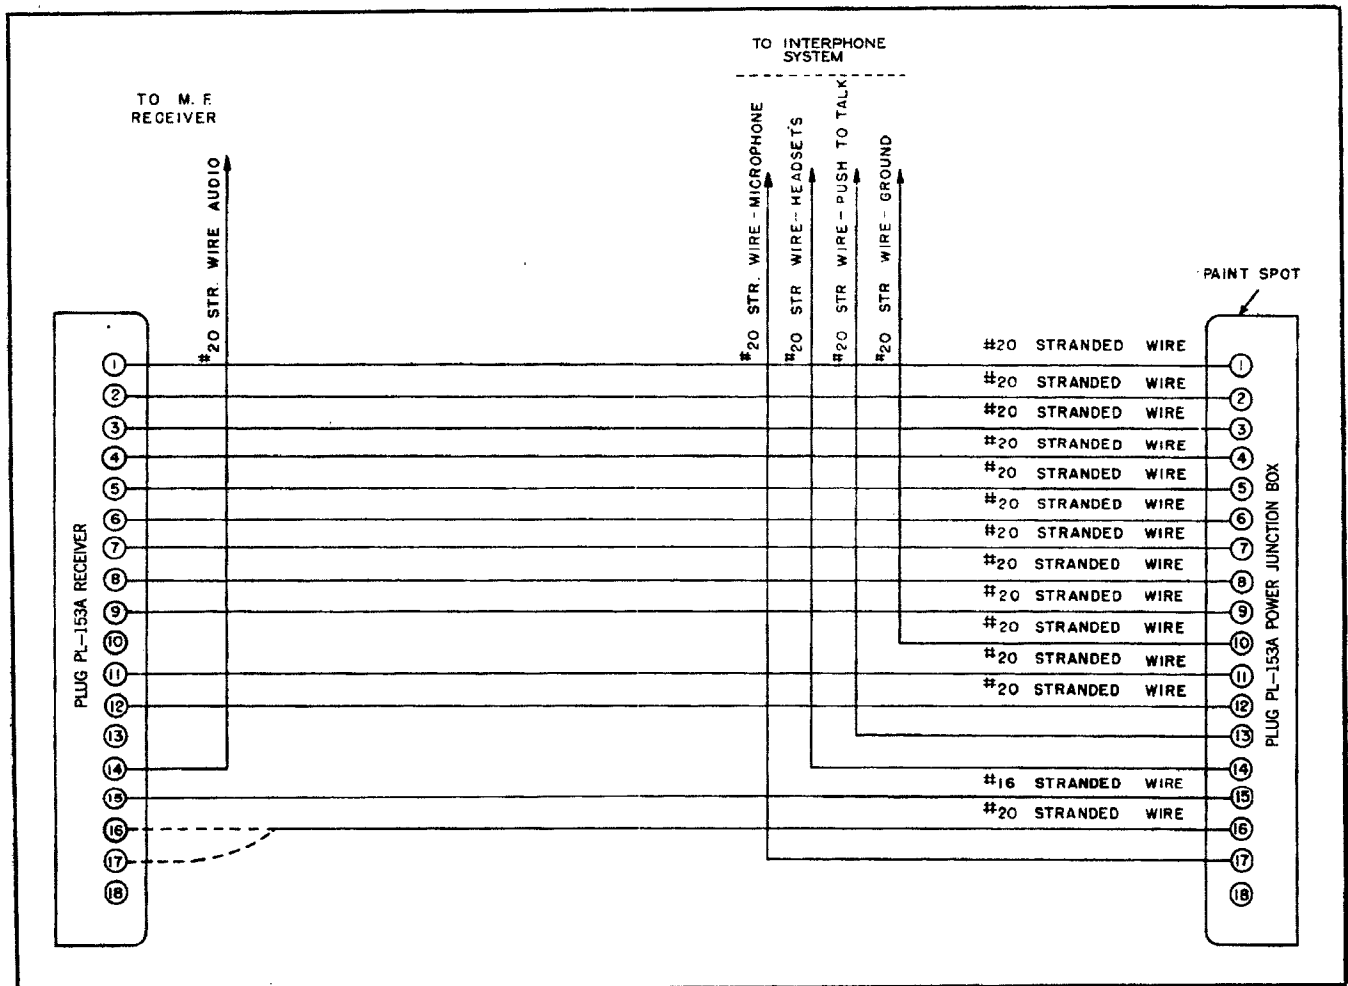 TO INTERPHONE
SYSTEM
TO M. F.
RECEIVER
#20 STR. WIRE AUDIO
#20 STR. WIRE - MICROPHONE
#20 STR WIRE - HEADSETS
#20 STR WIRE - PUSH TO TALK
#20 STR WIRE - GROUND
PAINT SPOT
PLUG PL-153A RECEIVER
1
2
3
4
5
6
7
8
9
10
11
12
13
14
15
16
17
18
#20 STRANDED WIRE
#20 STRANDED WIRE
#20 STRANDED WIRE
#20 STRANDED WIRE
#20 STRANDED WIRE
#20 STRANDED WIRE
#20 STRANDED WIRE
#20 STRANDED WIRE
#20 STRANDED WIRE
#20 STRANDED WIRE
#20 STRANDED WIRE
#20 STRANDED WIRE
#16 STRANDED WIRE
#20 STRANDED WIRE
1
2
3
4
5
6
7
8
9
10
11
12
13
14
15
16
17
18
PLUG PL-153A POWER JUNCTION BOX